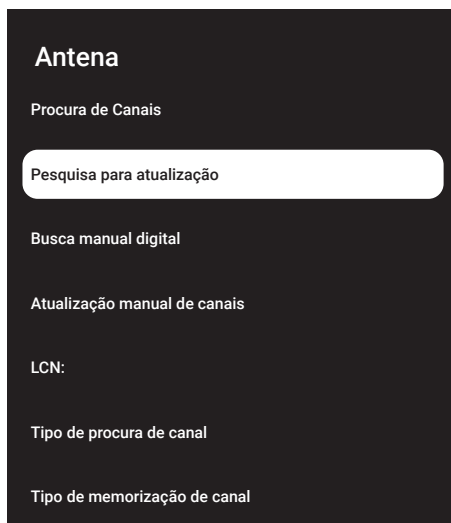 Antena
Procura de Canais
Pesquisa para atualização
Busca manual digital
Atualização manual de canais
LCN:
Tipo de procura de canal
Tipo de memorização de canal